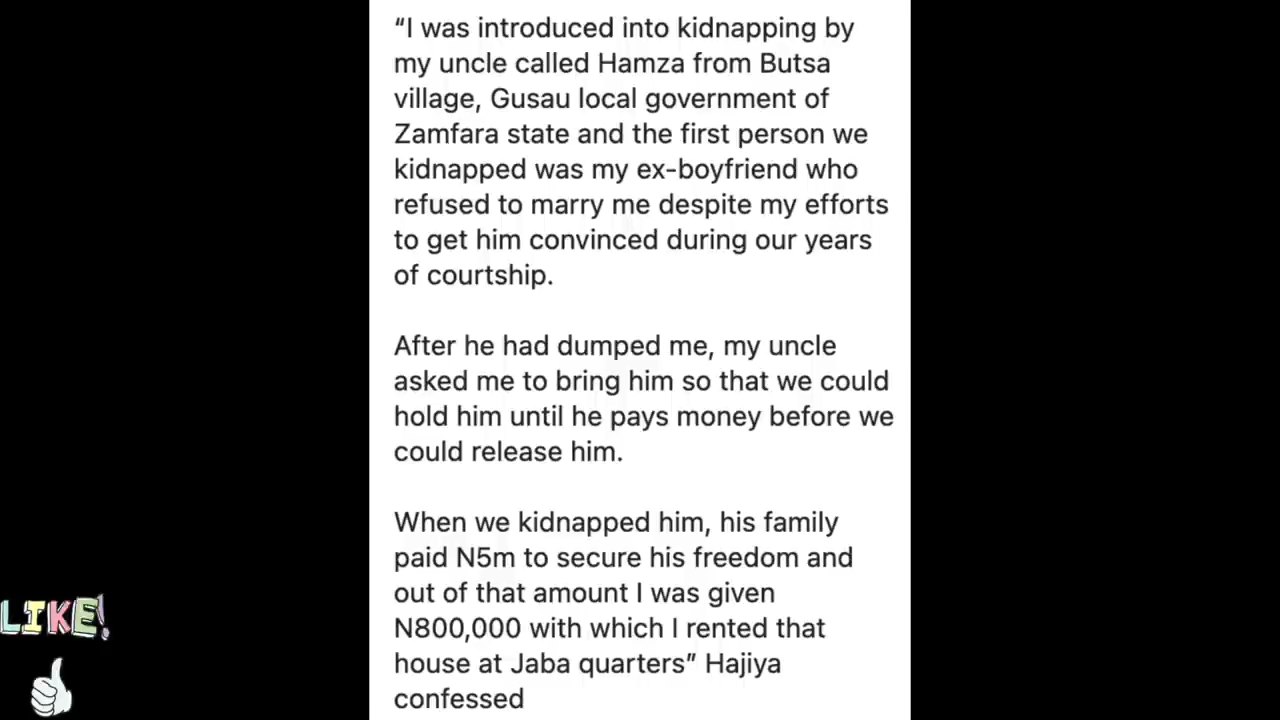 “I was introduced into kidnapping by
my uncle called Hamza from Butsa
village, Gusau local government of
Zamfara state and the first person we
kidnapped was my ex-boyfriend who
refused to marry me despite my efforts
to get him convinced during our years
of courtship.
After he had dumped me, my uncle
asked me to bring him so that we could
hold him until he pays money before we
could release him.
When we kidnapped him, his family
paid N5m to secure his freedom and
out of that amount I was given
N800,000 with which I rented that
house at Jaba quarters” Hajiya
confessed
LIKE!